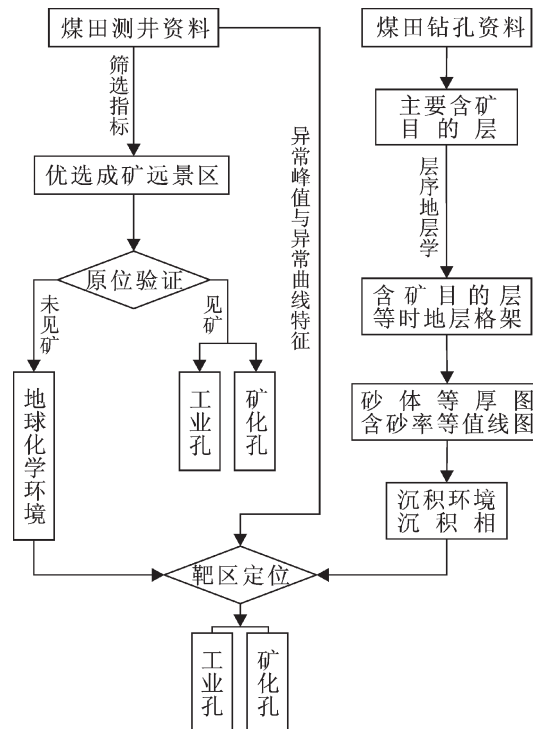 煤田测井资料
煤田钻孔资料
筛选指标
主要含矿
目的层
异常峰值与异常曲线特征
优选成矿远景区
层序地层学
原位验证
未见矿
见矿
含矿目的层
等时地层格架
地球化学环境
工业孔
矿化孔
砂体等厚图
含砂率等值线图
沉积环境
沉积相
靶区定位
工业孔
矿化孔